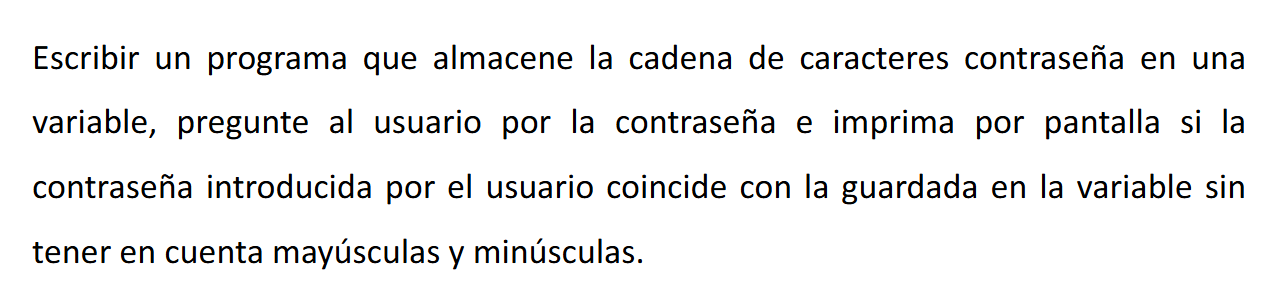 Escribir un programa que almacene la cadena de caracteres contraseña en una
variable, pregunte al usuario por la contraseña e imprima por pantalla si la
contraseña introducida por el usuario coincide con la guardada en la variable sin
tener en cuenta mayúsculas y minúsculas.